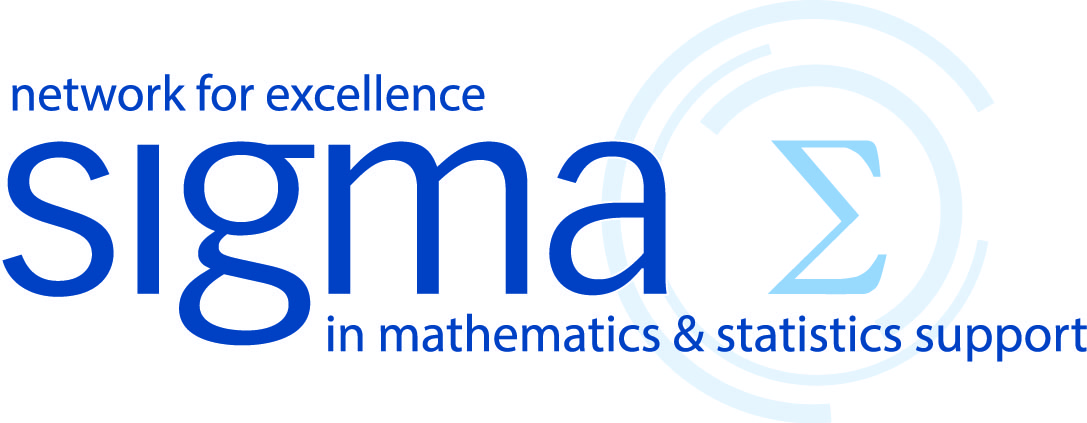 network for excellence
sigma Σ
in mathematics & statistics support